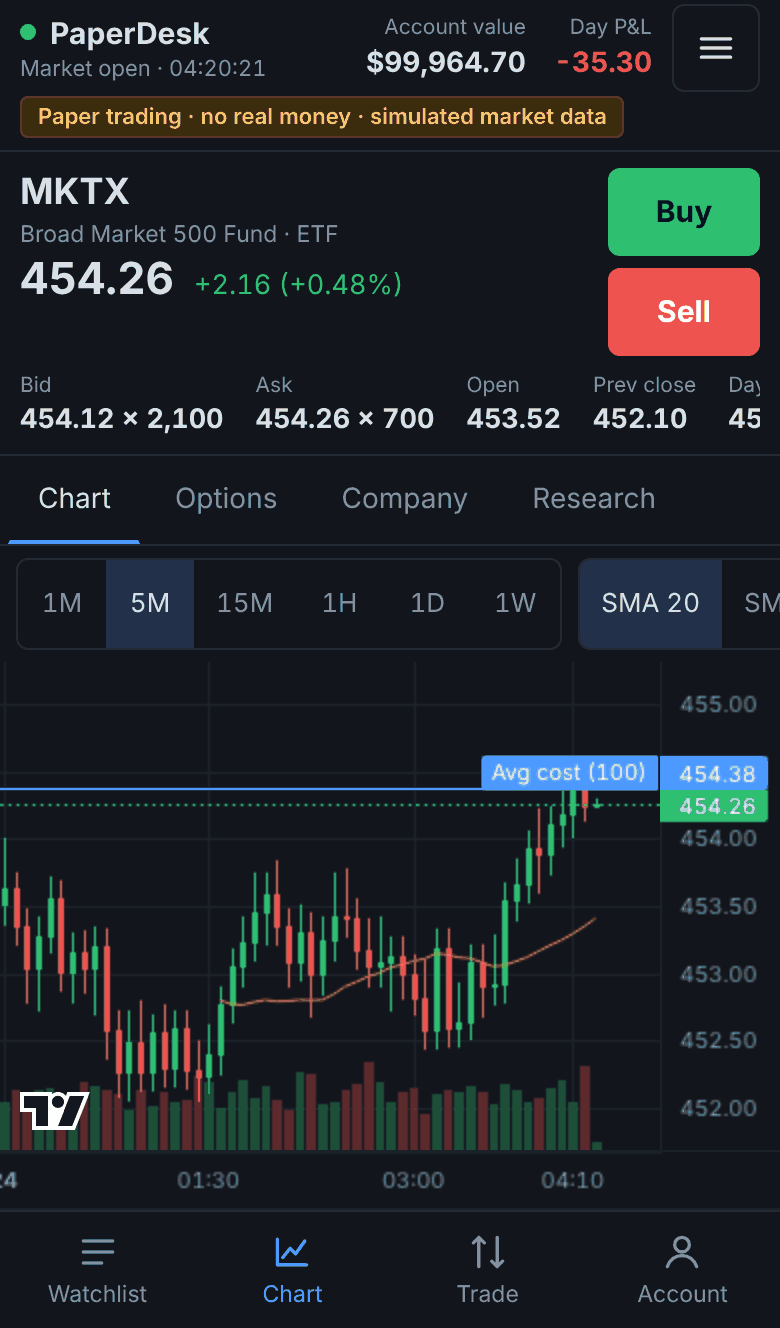 PaperDesk
Market open · 04:20:21
Account value
$99,964.70
Day P&L
-35.30
Paper trading · no real money · simulated market data
MKTX
Broad Market 500 Fund · ETF
454.26 +2.16 (+0.48%)
Buy
Sell
Bid
454.12 × 2,100
Ask
454.26 × 700
Open
453.52
Prev close
452.10
Day
45
Chart Options Company Research
1M 5M 15M 1H 1D 1W SMA 20 SM
455.00
Avg cost (100) 454.38
454.26
454.00
453.50
453.00
452.50
452.00
24 01:30 03:00 04:10
Watchlist Chart Trade Account